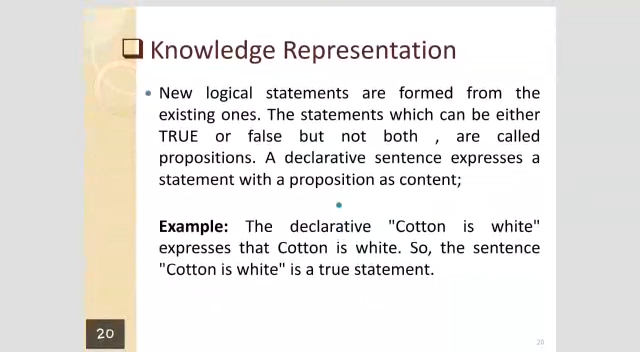 Knowledge Representation
New logical statements are formed from the
existing ones. The statements which can be either
TRUE or false but not both , are called
propositions. A declarative sentence expresses a
statement with a proposition as content;
Example: The declarative "Cotton is white"
expresses that Cotton is white. So, the sentence
"Cotton is white" is a true statement.
20
20